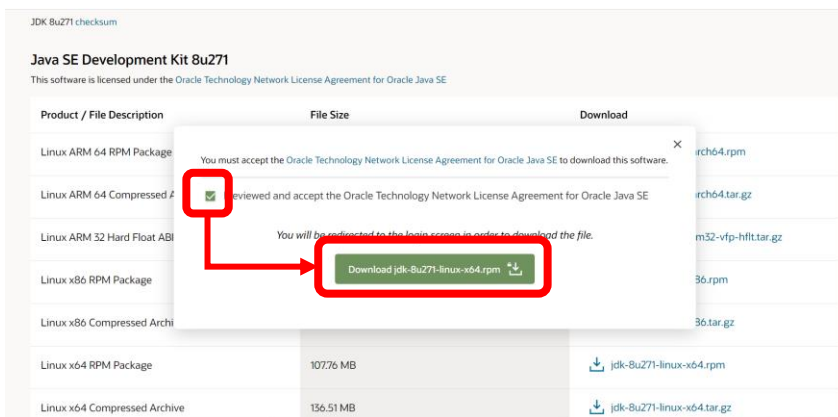 JDK 8u271 checksum
Java SE Development Kit 8u271
This software is licensed under the Oracle Technology Network License Agreement for Oracle Java SE
Product / File Description File Size Download
Linux ARM 64 RPM Package rch64.rpm
You must accept the Oracle Technology Network License Agreement for Oracle Java SE to download this software.
Linux ARM 64 Compressed A rch64.tar.gz
eviewed and accept the Oracle Technology Network License Agreement for Oracle Java SE
Linux ARM 32 Hard Float ABI m32-vfp-hflt.tar.gz
You will be redirected to the login screen in order to download the file.
Download jdk-8u271-linux-x64.rpm
Linux x86 RPM Package 86.rpm
Linux x86 Compressed Archi 86.tar.gz
Linux x64 RPM Package 107.76 MB jdk-8u271-linux-x64.rpm
Linux x64 Compressed Archive 136.51 MB jdk-8u271-linux-x64.tar.gz